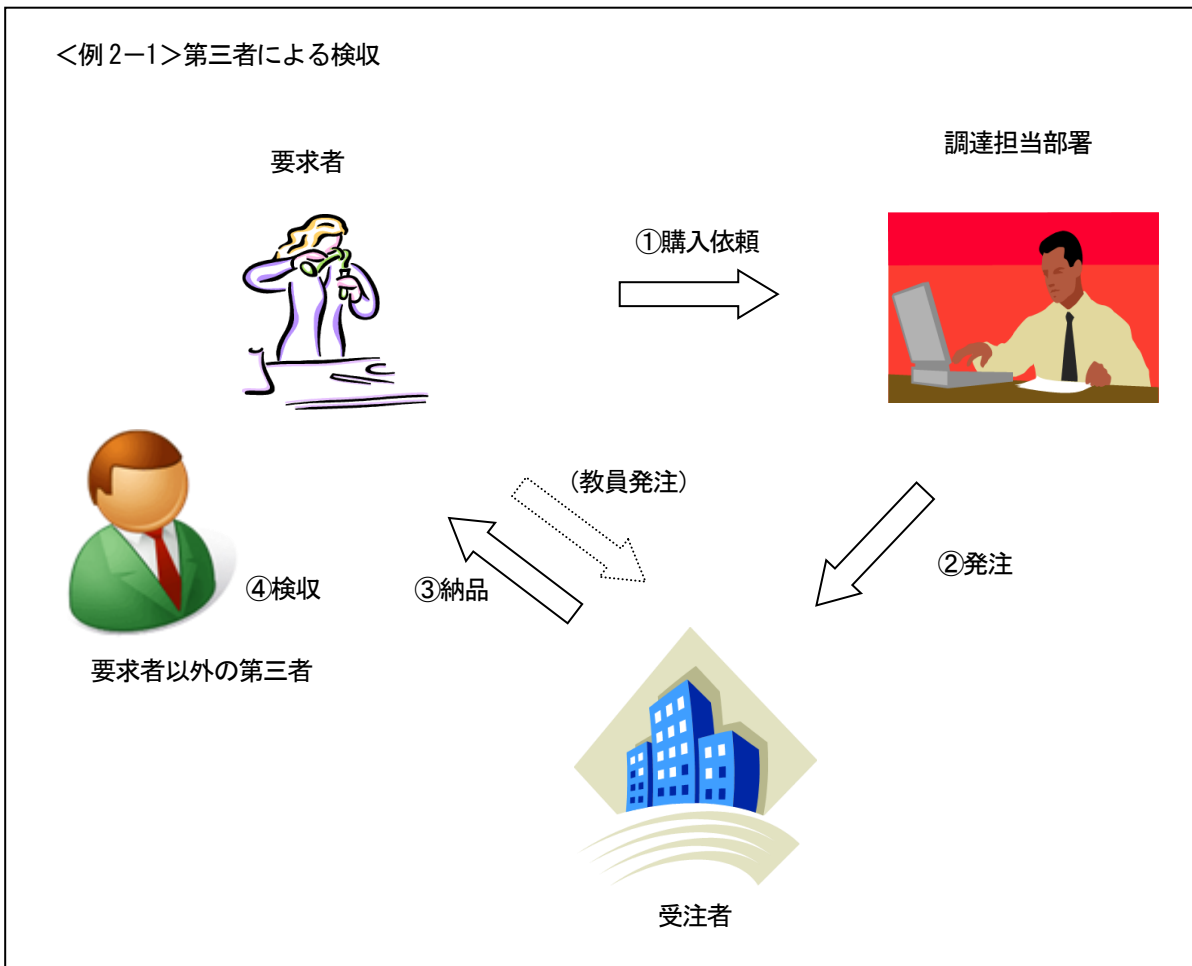 ＜例 2－1＞第三者による検収
要求者
調達担当部署
①購入依頼
（教員発注）
②発注
③納品
④検収
要求者以外の第三者
受注者